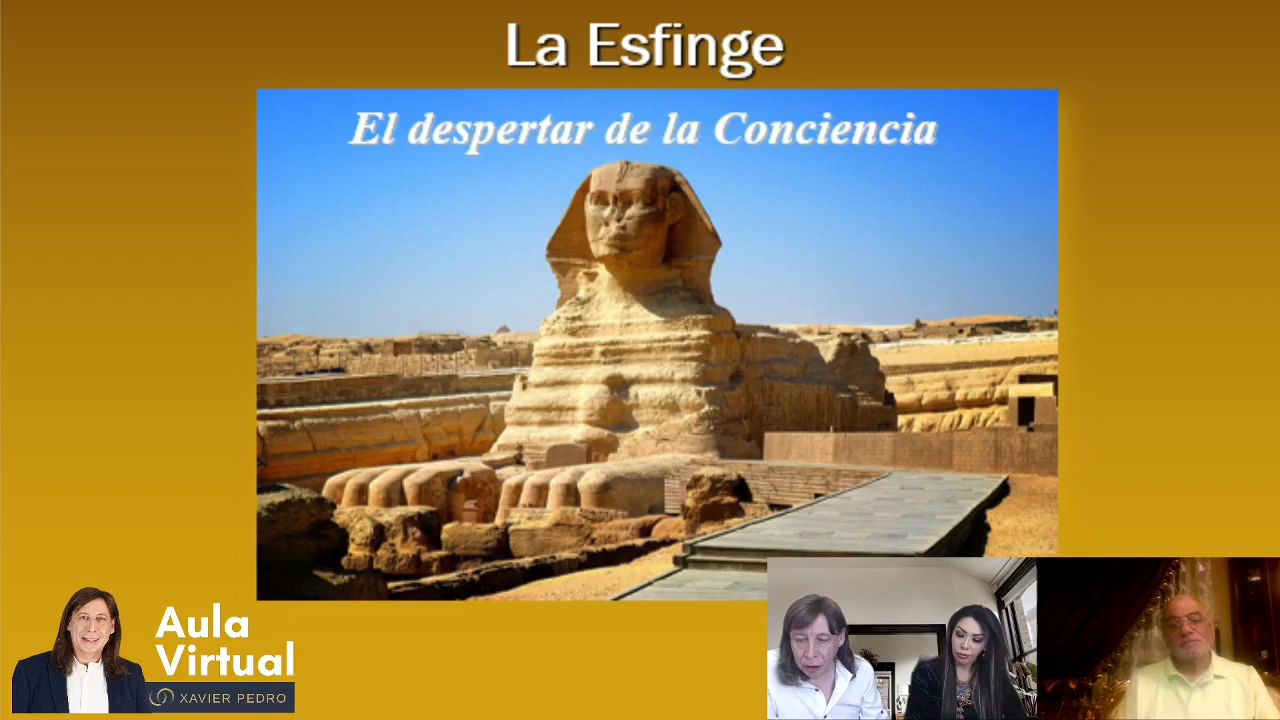 La Esfinge
El despertar de la Conciencia
Aula
Virtual
XAVIER PEDRO